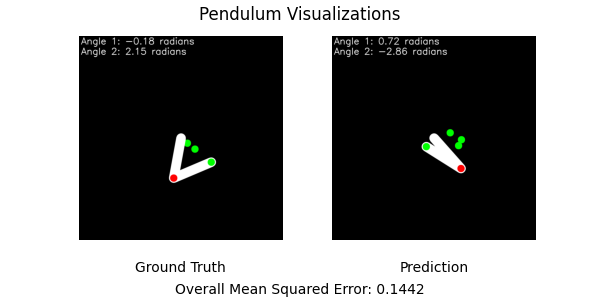 Pendulum Visualizations
Angle 1: −0.18 radians
Angle 2: 2.15 radians
Angle 1: 0.72 radians
Angle 2: −2.86 radians
Ground Truth
Prediction
Overall Mean Squared Error: 0.1442